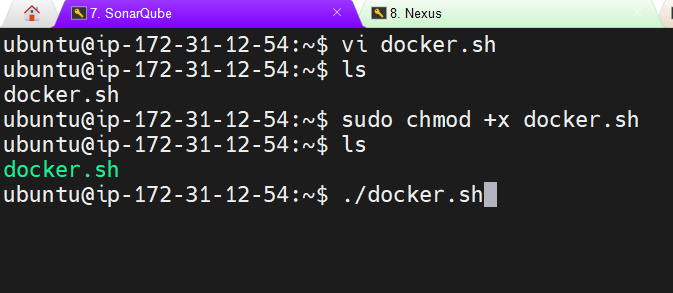 7. SonarQube
8. Nexus
ubuntu@ip-172-31-12-54:~$ vi docker.sh
ubuntu@ip-172-31-12-54:~$ ls
docker.sh
ubuntu@ip-172-31-12-54:~$ sudo chmod +x docker.sh
ubuntu@ip-172-31-12-54:~$ ls
docker.sh
ubuntu@ip-172-31-12-54:~$ ./docker.sh